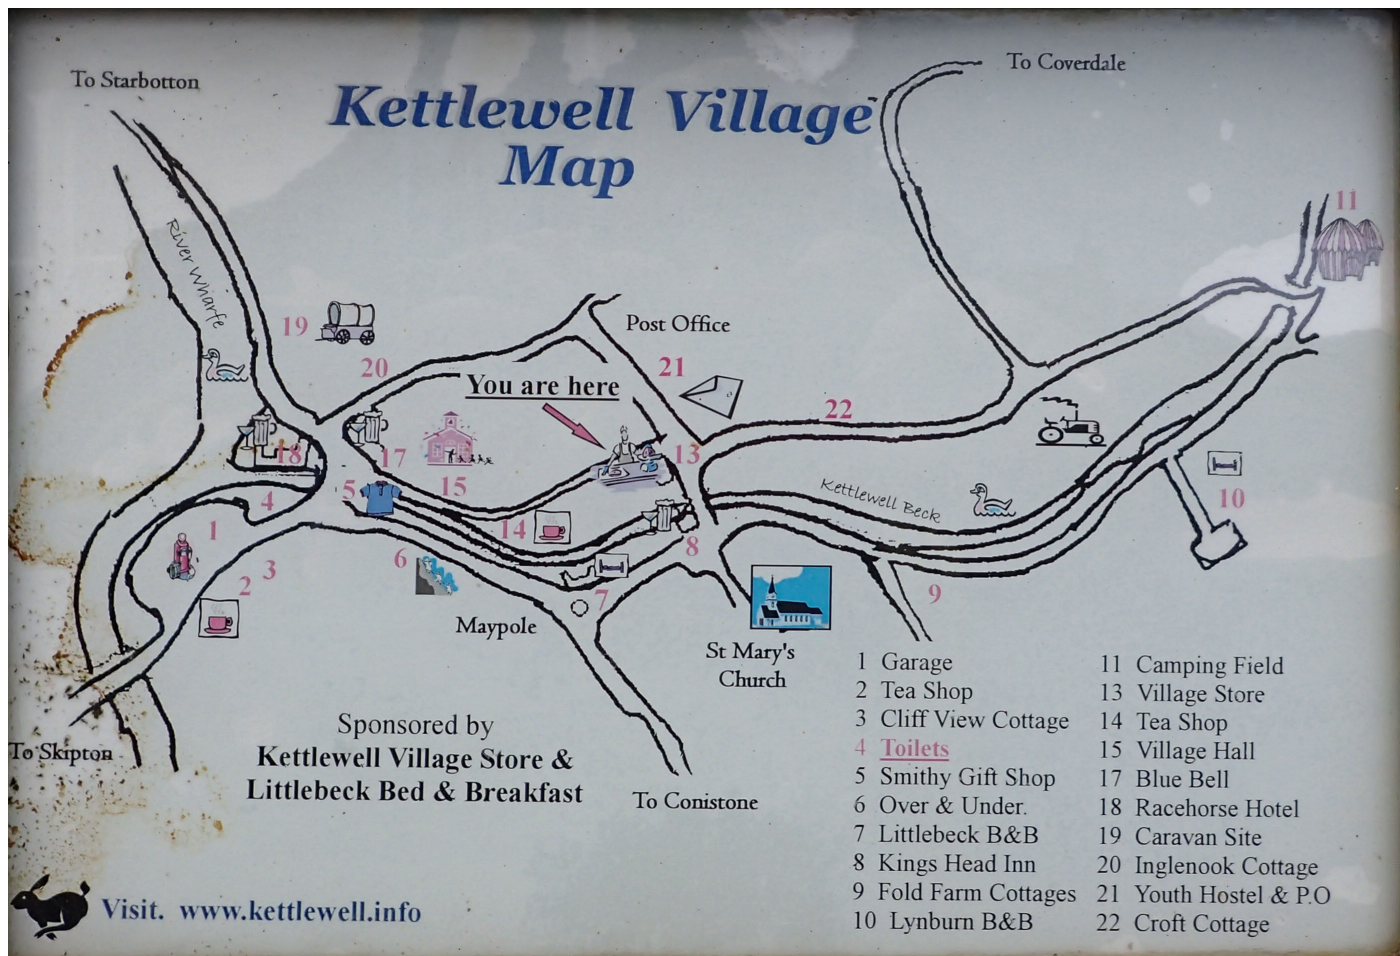 To Starbotton
To Coverdale
Kettlewell Village
Map
River Wharfe
11
19
20
Post Office
21
You are here
22
18
17
13
15
5
4
14
Kettlewell Beck
10
1
8
6
3
2
7
9
Maypole
St Mary's
Church
To Skipton
Sponsored by
Kettlewell Village Store &
Littlebeck Bed & Breakfast
To Conistone
1 Garage
2 Tea Shop
3 Cliff View Cottage
4 Toilets
5 Smithy Gift Shop
6 Over & Under.
7 Littlebeck B&B
8 Kings Head Inn
9 Fold Farm Cottages
10 Lynburn B&B
11 Camping Field
13 Village Store
14 Tea Shop
15 Village Hall
17 Blue Bell
18 Racehorse Hotel
19 Caravan Site
20 Inglenook Cottage
21 Youth Hostel & P.O
22 Croft Cottage
Visit. www.kettlewell.info